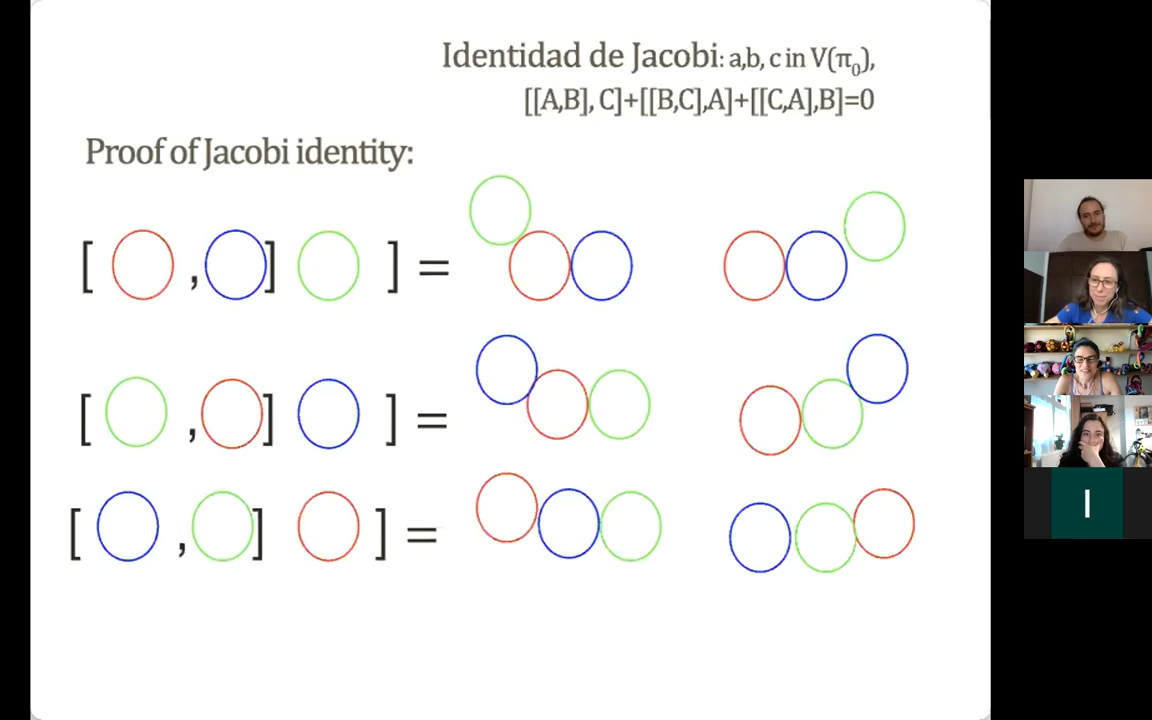 Identidad de Jacobi: a,b, c in V(π₀),
[[A,B], C]+[[B,C],A]+[[C,A],B]=0
Proof of Jacobi identity:
[ , ] ] =
[ , ] ] =
[ , ] ] =
I